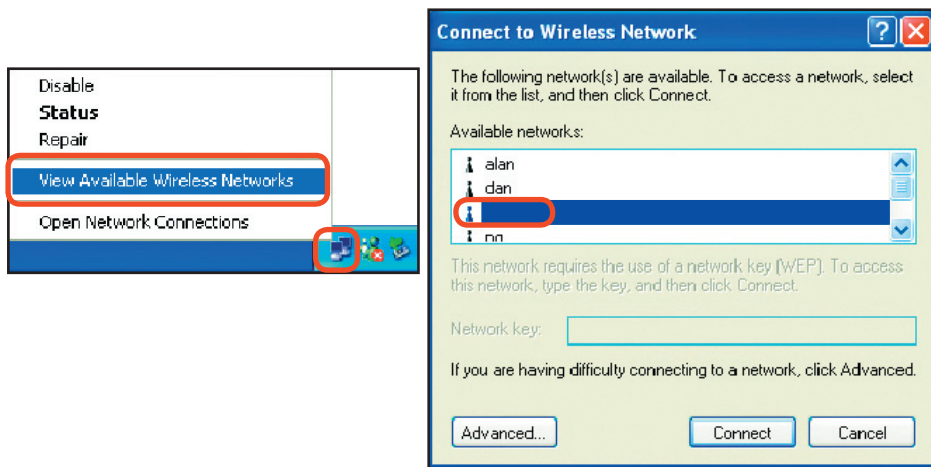 Disable
Status
Repair
View Available Wireless Networks
Open Network Connections
Connect to Wireless Network
The following network(s) are available. To access a network, select
it from the list, and then click Connect.
Available networks:
alan
dan
This network requires the use of a network key (WEP). To access
this network, type the key, and then click Connect.
Network key:
If you are having difficulty connecting to a network, click Advanced.
Advanced...
Connect
Cancel